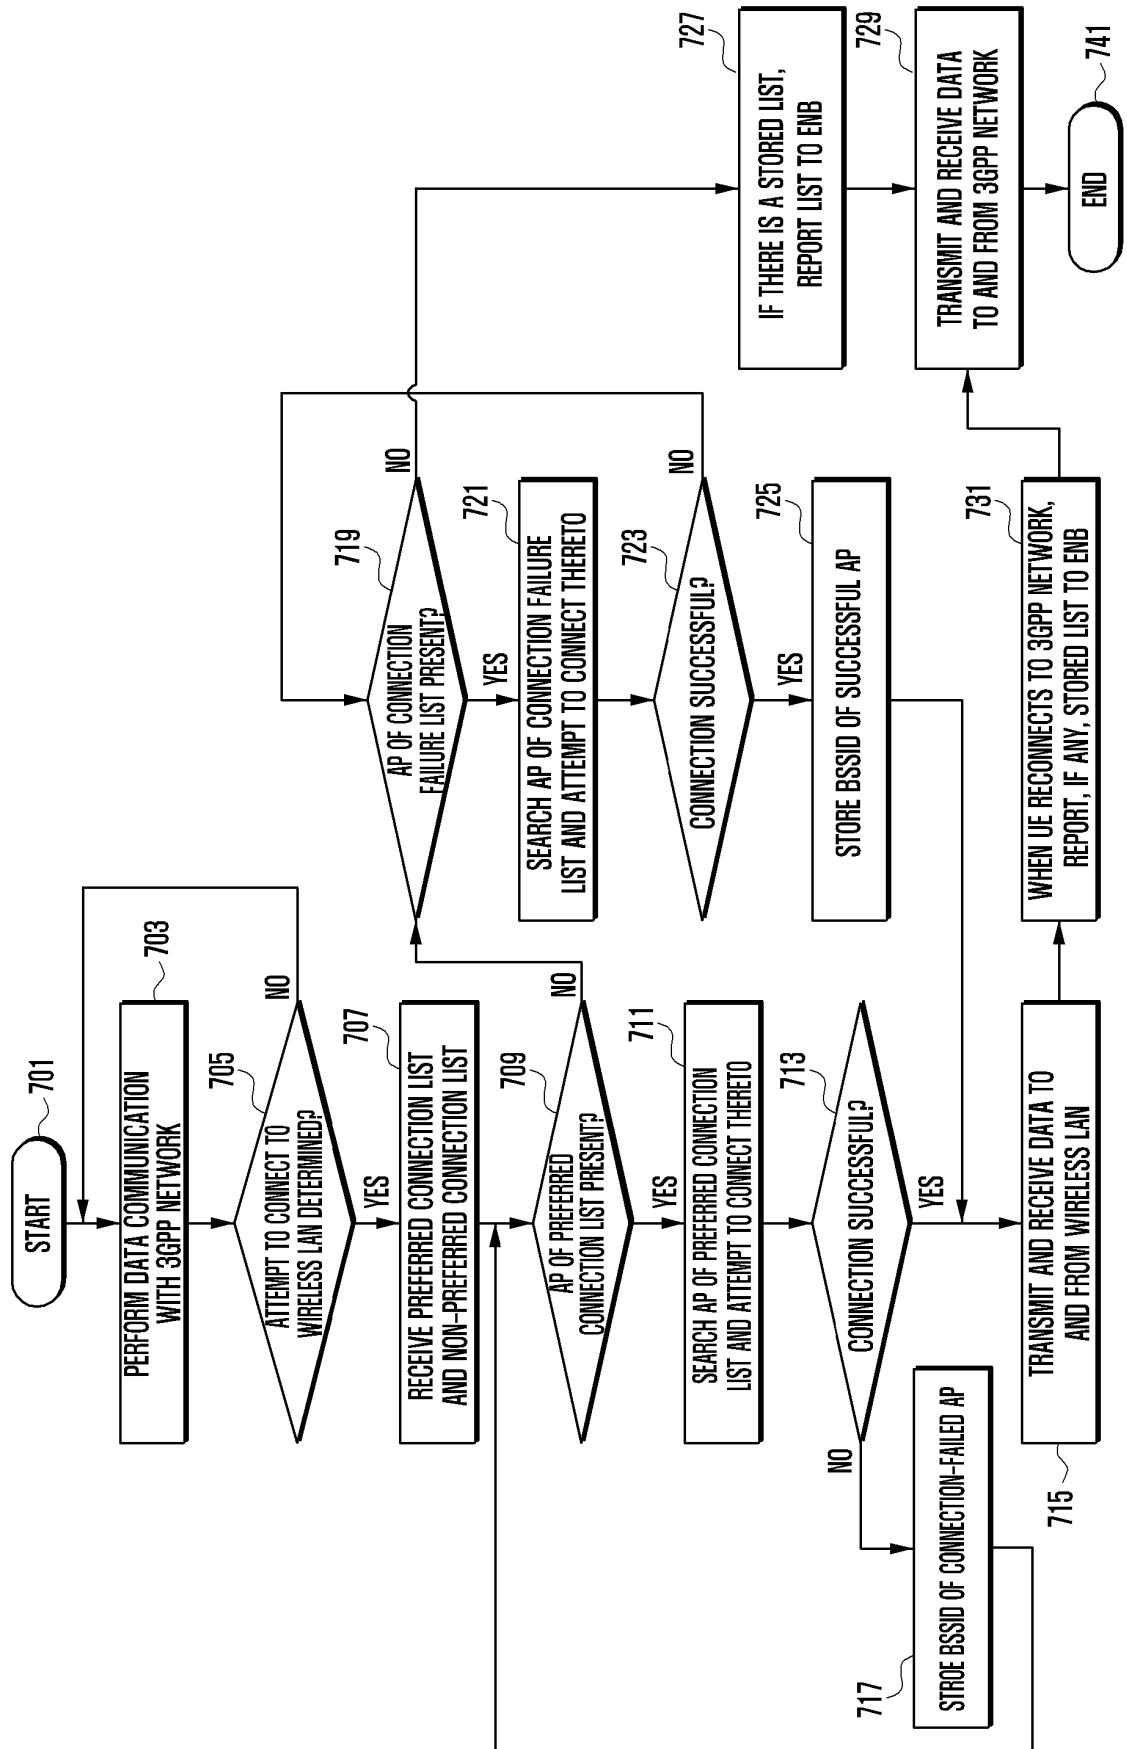 START
701
PERFORM DATA COMMUNICATION
WITH 3GPP NETWORK
703
ATTEMPT TO CONNECT TO
WIRELESS LAN DETERMINED?
705
NO
YES
RECEIVE PREFERRED CONNECTION LIST
AND NON-PREFERRED CONNECTION LIST
707
AP OF PREFERRED
CONNECTION LIST PRESENT?
709
NO
YES
SEARCH AP OF PREFERRED CONNECTION
LIST AND ATTEMPT TO CONNECT THERETO
711
CONNECTION SUCCESSFUL?
713
NO
YES
STROE BSSID OF CONNECTION-FAILED AP
717
TRANSMIT AND RECEIVE DATA TO
AND FROM WIRELESS LAN
715
AP OF CONNECTION
FAILURE LIST PRESENT?
719
NO
YES
SEARCH AP OF CONNECTION FAILURE
LIST AND ATTEMPT TO CONNECT THERETO
721
CONNECTION SUCCESSFUL?
723
NO
YES
STORE BSSID OF SUCCESSFUL AP
725
WHEN UE RECONNECTS TO 3GPP NETWORK,
REPORT, IF ANY, STORED LIST TO ENB
731
IF THERE IS A STORED LIST,
REPORT LIST TO ENB
727
TRANSMIT AND RECEIVE DATA
TO AND FROM 3GPP NETWORK
729
END
741